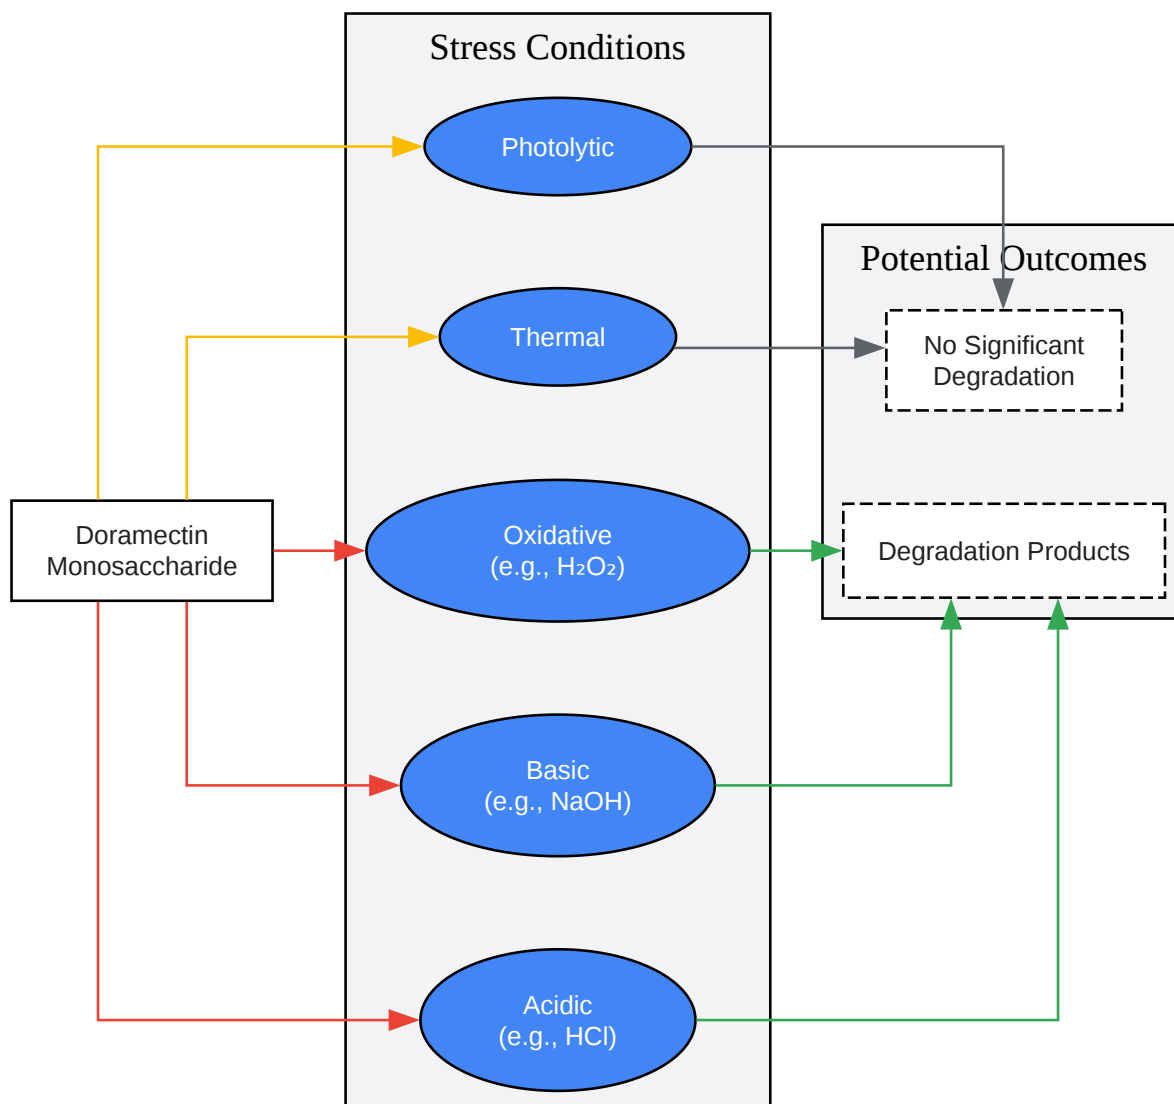 Stress Conditions
Photolytic
Potential Outcomes
Thermal
No Significant
Degradation
Doramectin
Monosaccharide
Oxidative
(e.g., H₂O₂)
Degradation Products
Basic
(e.g., NaOH)
Acidic
(e.g., HCl)